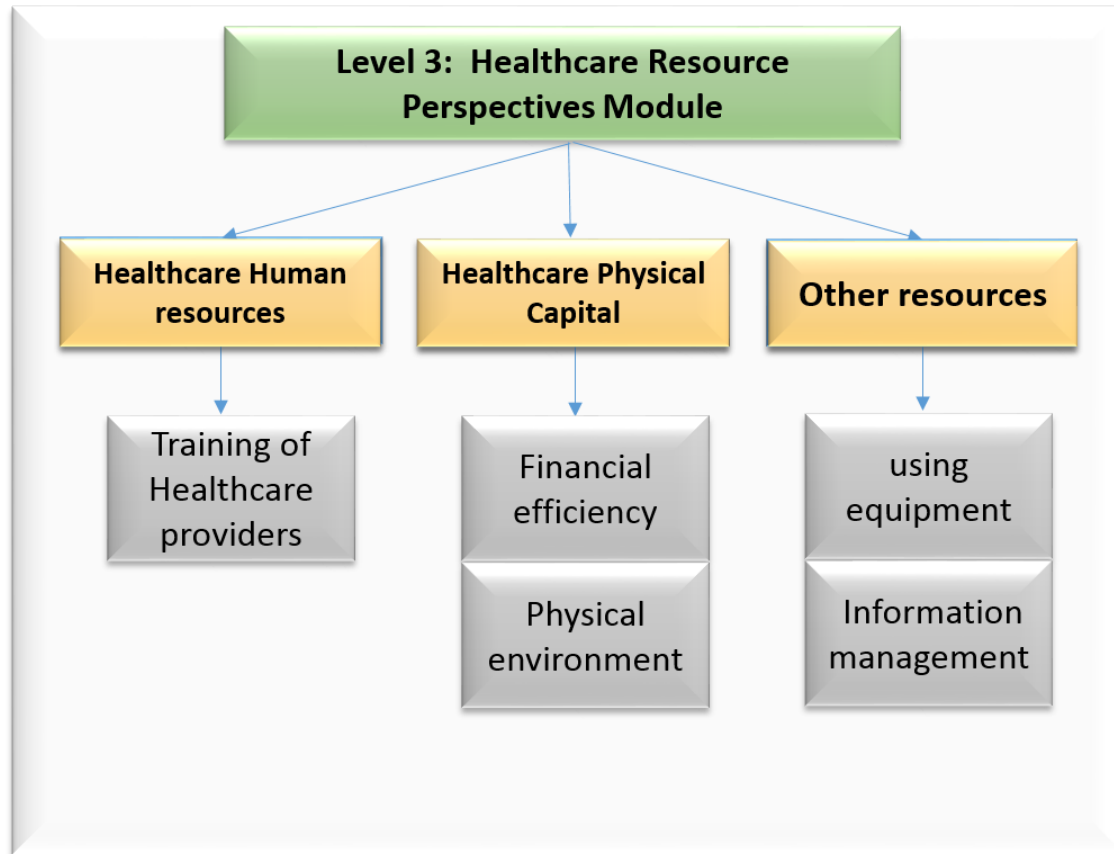 Level 3:  Healthcare Resource
Perspectives Module
Healthcare Human
resources
Healthcare Physical
Capital
Other resources
Training of
Healthcare
providers
Financial
efficiency
Physical
environment
using
equipment
Information
management